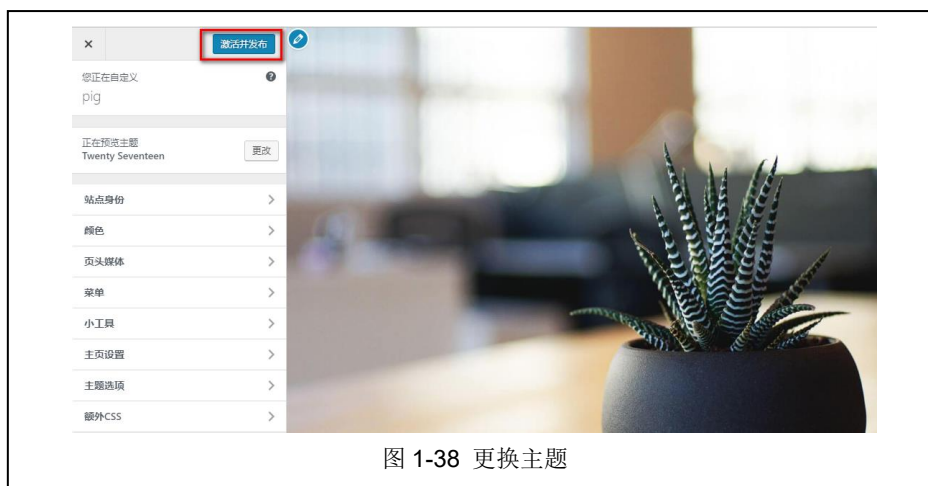 ×
激活并发布
您正在自定义
pig
正在预览主题
Twenty Seventeen
更改
站点身份
颜色
页头媒体
菜单
小工具
主页设置
主题选项
额外CSS
图 1-38 更换主题